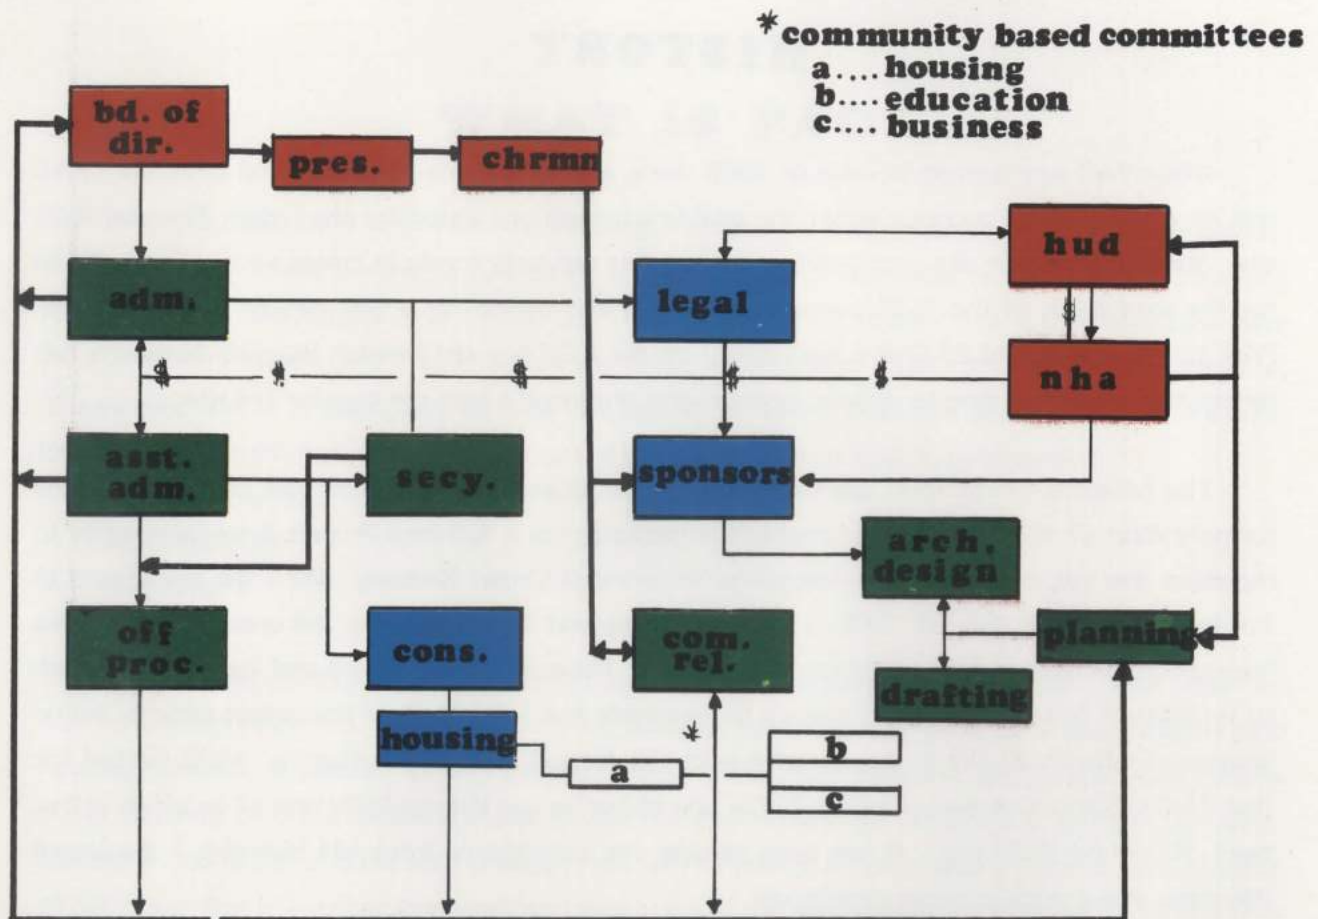 *community based committees
a .... housing
b .... education
c .... business
bd. of
dir.
pres.
chrmn
hud
adm.
legal
$
nha
$
$
$
$
$
asst.
adm.
secy.
sponsors
arch.
design
off
proc.
cons.
com.
rel.
planning
drafting
housing
*
a
b
c